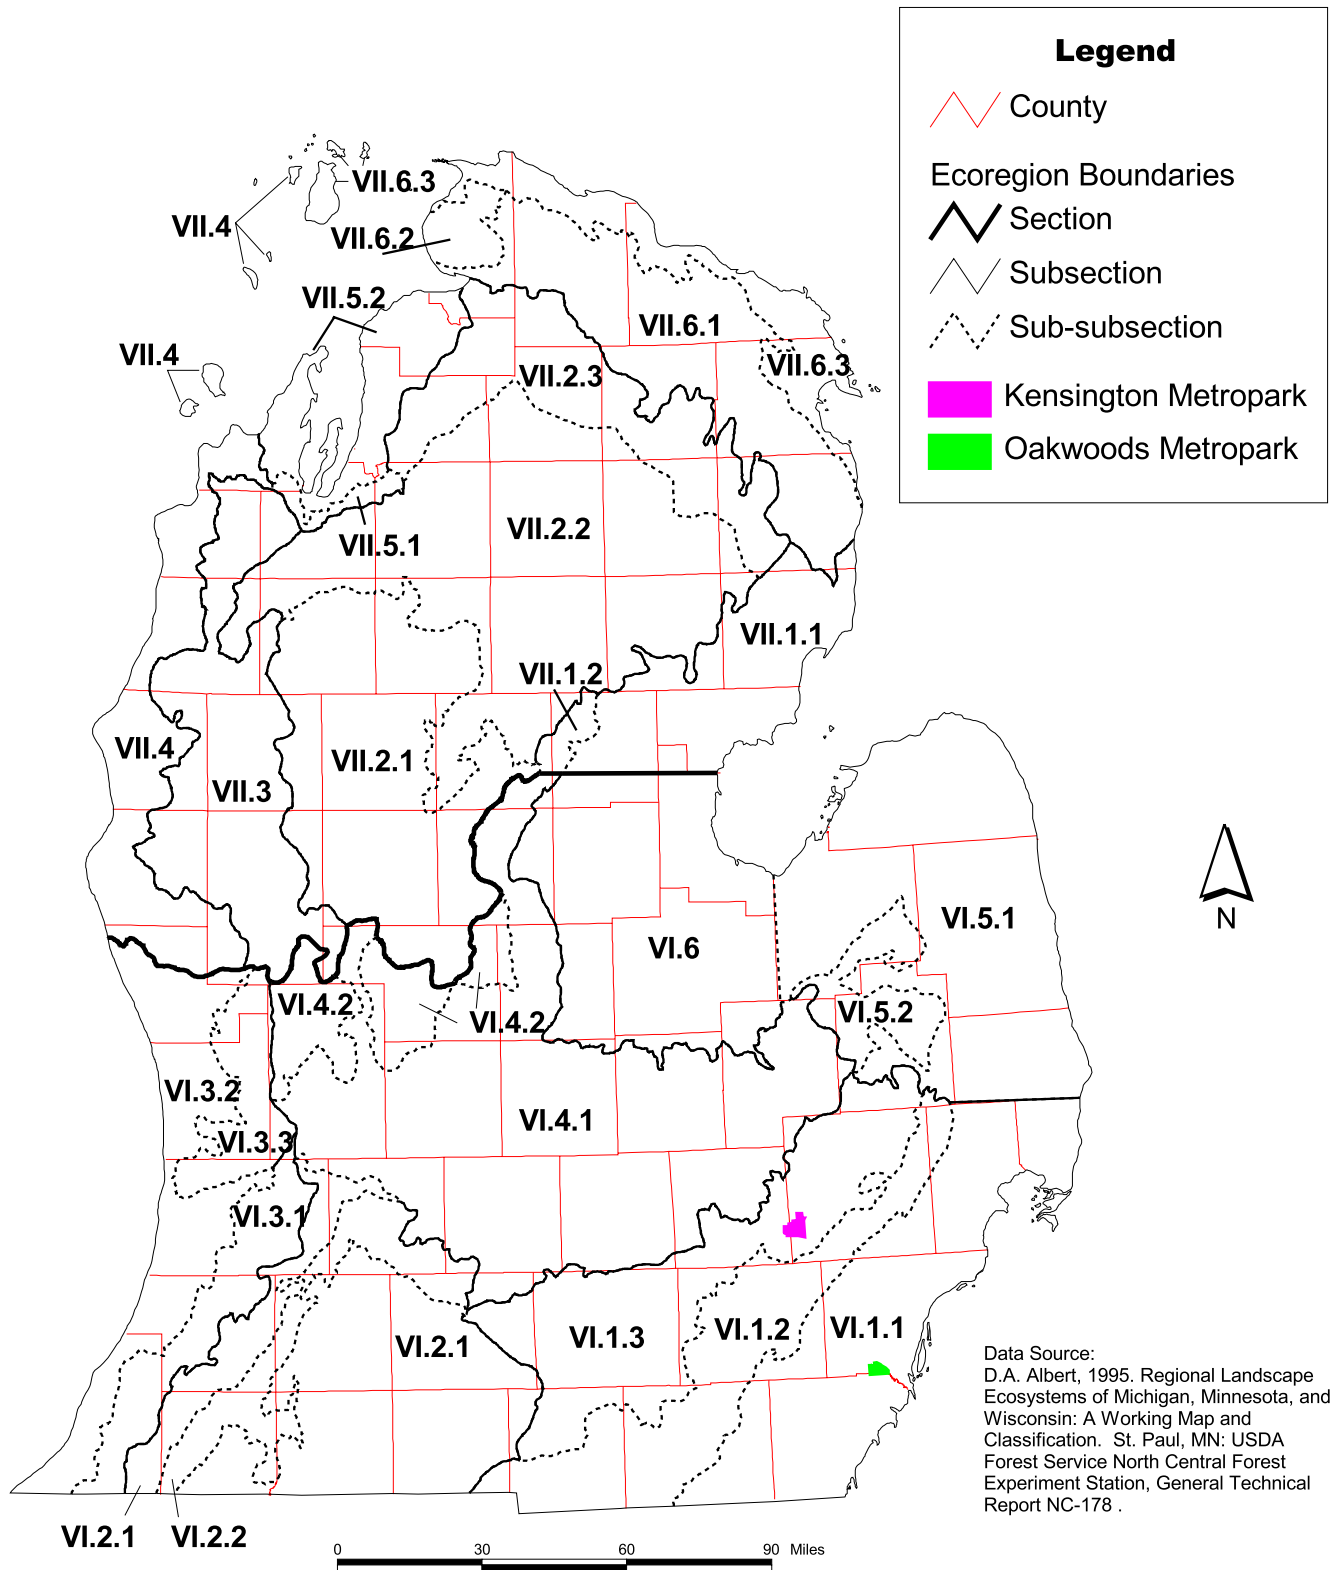 Legend
County
Ecoregion Boundaries
Section
Subsection
Sub-subsection
Kensington Metropark
Oakwoods Metropark
VII.6.3
VII.4
VII.6.2
VII.5.2
VII.6.1
VII.4
VII.2.3
VII.6.3
VII.2.2
VII.5.1
VII.1.1
VII.1.2
VII.4
VII.2.1
VII.3
N
VI.5.1
VI.6
VI.4.2
VI.4.2
VI.5.2
VI.3.2
VI.4.1
VI.3.3
VI.3.1
VI.2.1
VI.1.3
VI.1.2
VI.1.1
Data Source:
D.A. Albert, 1995. Regional Landscape
Ecosystems of Michigan, Minnesota, and
Wisconsin: A Working Map and
Classification. St. Paul, MN: USDA
Forest Service North Central Forest
Experiment Station, General Technical
Report NC-178 .
VI.2.1
VI.2.2
0 30 60 90 Miles